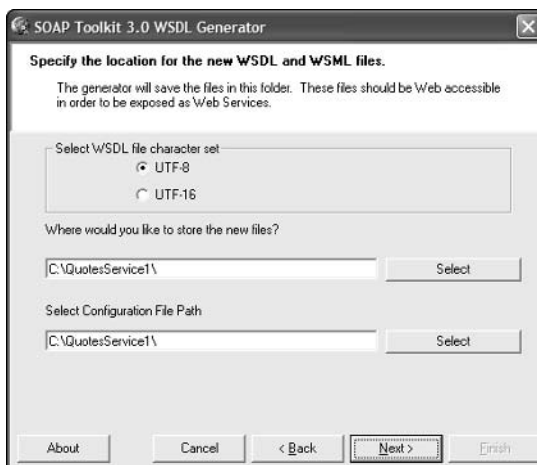 SOAP Toolkit 3.0 WSDL Generator
Specify the location for the new WSDL and WSML files.
The generator will save the files in this folder. These files should be Web accessible
in order to be exposed as Web Services.
Select WSDL file character set
UTF-8
UTF-16
Where would you like to store the new files?
C:\QuotesService1\
Select
Select Configuration File Path
C:\QuotesService1\
Select
About
Cancel
< Back
Next >
Finish